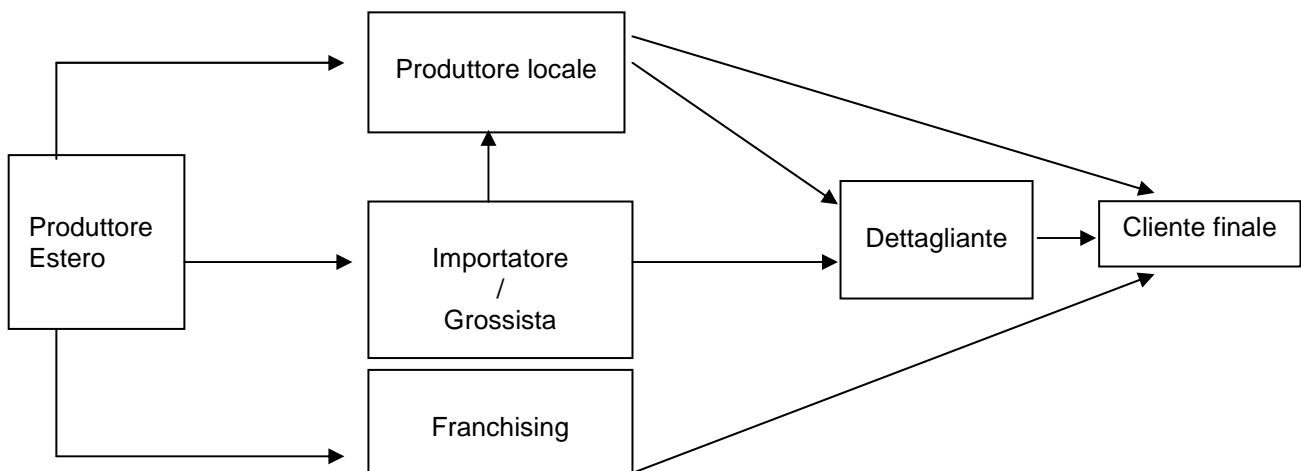 Produttore locale
Produttore
Estero
Importatore
/
Grossista
Dettagliante
Cliente finale
Franchising